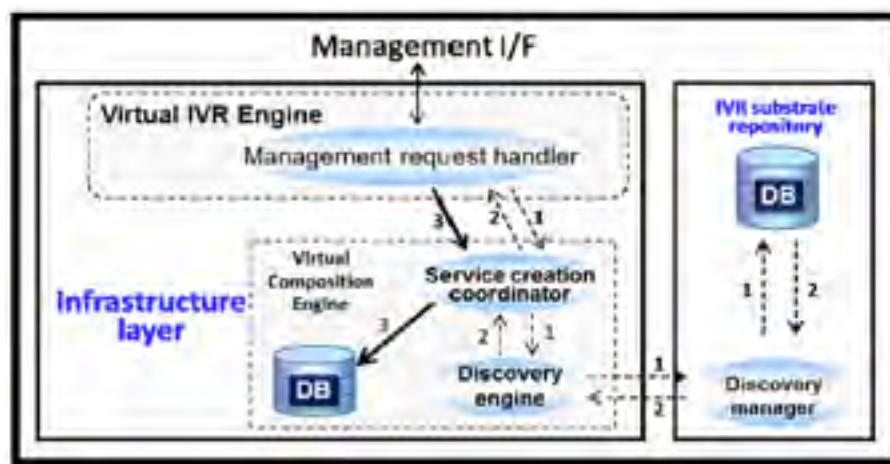 Management I/F
Virtual IVR Engine
Management request handler
3
2
1
Virtual
Composition
Engine
Service creation
coordinator
Infrastructure
layer
3
2
1
DB
Discovery
engine
1
2
IVR substrate
repository
DB
1
2
Discovery
manager